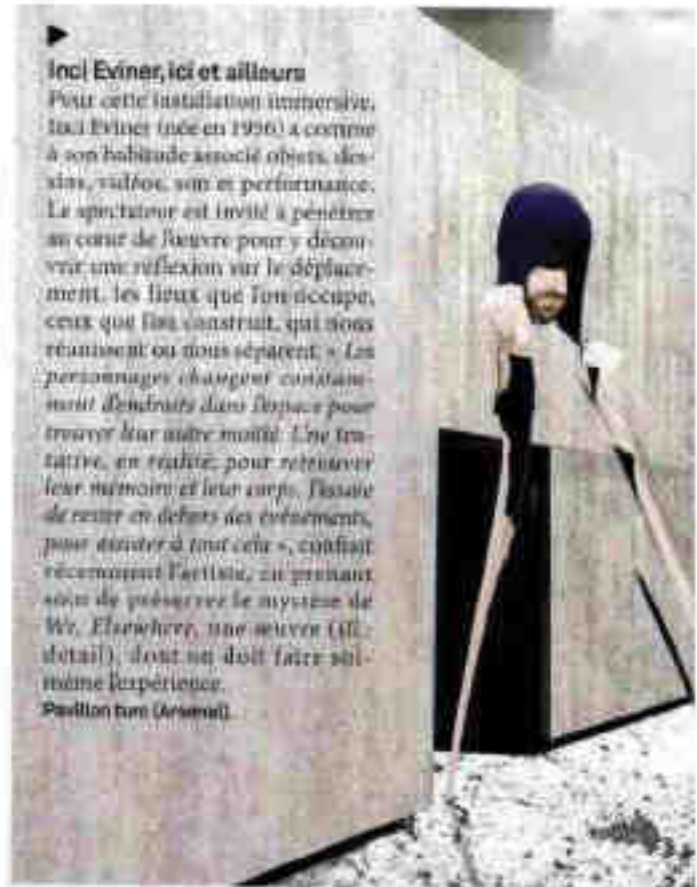 Inci Eviner, ici et ailleurs
Pour cette installation immersive,
Inci Eviner (née en 1956) a comme
à son habitude associé objets, des-
sins, vidéos, son et performance.
Le spectateur est invité à pénétrer
au cœur de l'œuvre pour y décou-
vrir une réflexion sur le déplace-
ment, les lieux que l'on occupe,
ceux que l'on construit, qui nous
réunissent ou nous séparent. « Les
personnages changent constam-
ment d'endroits dans l'espace pour
trouver leur autre moitié. Une ten-
tative, en réalité, pour retrouver
leur mémoire et leur corps. J'essaie
de rester en dehors des événements,
pour assister à tout cela », confiait
récemment l'artiste, en prenant
soin de préserver le mystère de
We, Elsewhere, une œuvre (ill.:
détail), dont on doit faire soi-
même l'expérience.
Pavillon turc (Arsenal).